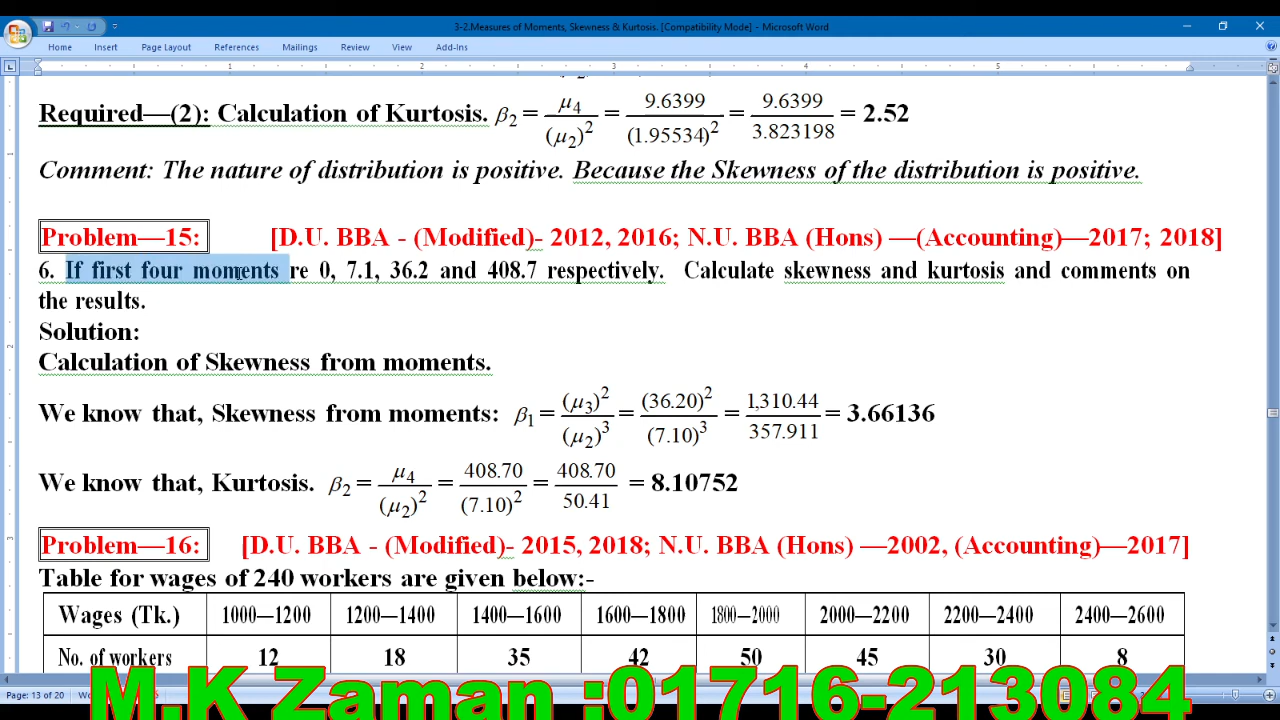 3-2.Measures of Moments, Skewness & Kurtosis. [Compatibility Mode] - Microsoft Word
Home Insert Page Layout References Mailings Review View Add-Ins
1 2 3 4 5
Required—(2): Calculation of Kurtosis. β2 = μ4/(μ2)^2 = 9.6399/(1.95534)^2 = 9.6399/3.823198 = 2.52
Comment: The nature of distribution is positive. Because the Skewness of the distribution is positive.
Problem—15: [D.U. BBA - (Modified)- 2012, 2016; N.U. BBA (Hons) —(Accounting)—2017; 2018]
6. If first four moments re 0, 7.1, 36.2 and 408.7 respectively. Calculate skewness and kurtosis and comments on
the results.
Solution:
Calculation of Skewness from moments.
We know that, Skewness from moments: β1 = (μ3)^2/(μ2)^3 = (36.20)^2/(7.10)^3 = 1,310.44/357.911 = 3.66136
We know that, Kurtosis. β2 = μ4/(μ2)^2 = 408.70/(7.10)^2 = 408.70/50.41 = 8.10752
Problem—16: [D.U. BBA - (Modified)- 2015, 2018; N.U. BBA (Hons) —2002, (Accounting)—2017]
Table for wages of 240 workers are given below:-
Wages (Tk.) 1000—1200 1200—1400 1400—1600 1600—1800 1800—2000 2000—2200 2200—2400 2400—2600
No. of workers 12 18 35 42 50 45 30 8
M.K Zaman :01716-213084
Page: 13 of 20